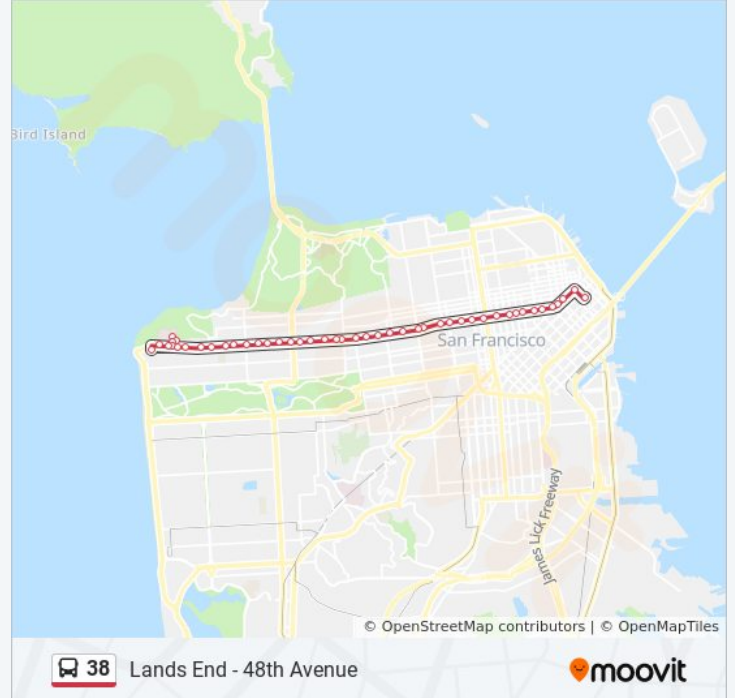 Bird Island
San Francisco
James Lick Freeway
© OpenStreetMap contributors | © OpenMapTiles
38 Lands End - 48th Avenue
moovit